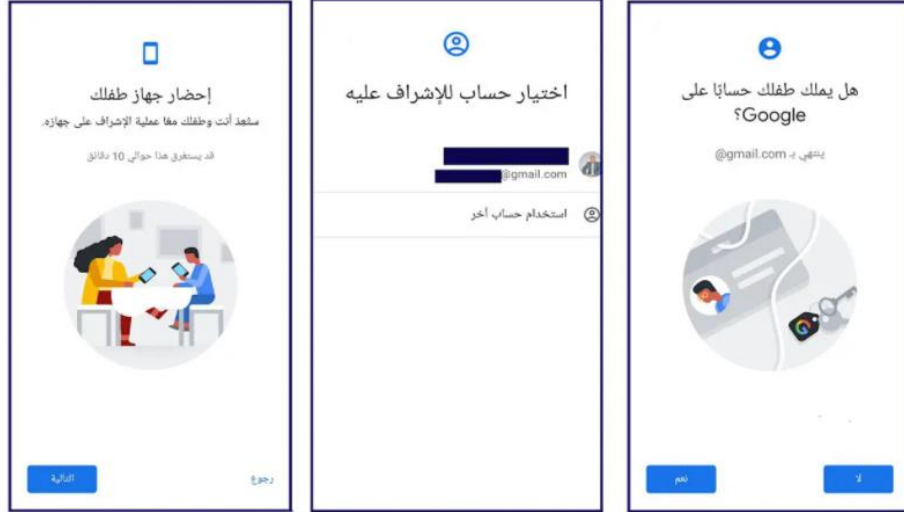 هل يملك طفلك حسابًا على
Google؟
ينتهي بـ gmail.com@
لا
نعم
اختيار حساب للإشراف عليه
@gmail.com
استخدام حساب آخر
إحضار جهاز طفلك
ستُعِد أنت وطفلك معًا عملية الإشراف على جهازه.
قد يستغرق هذا حوالي 10 دقائق
رجوع
التالية